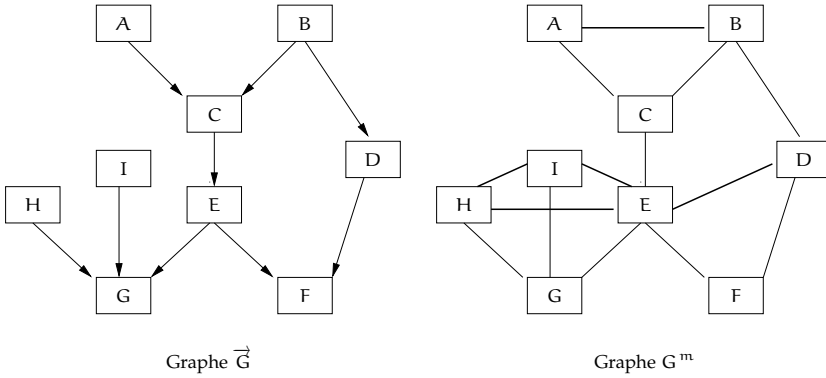 A B
C
D
I
H E
G F
Graphe G⃗
A B
C
D
I
H E
G F
Graphe Gᵐ